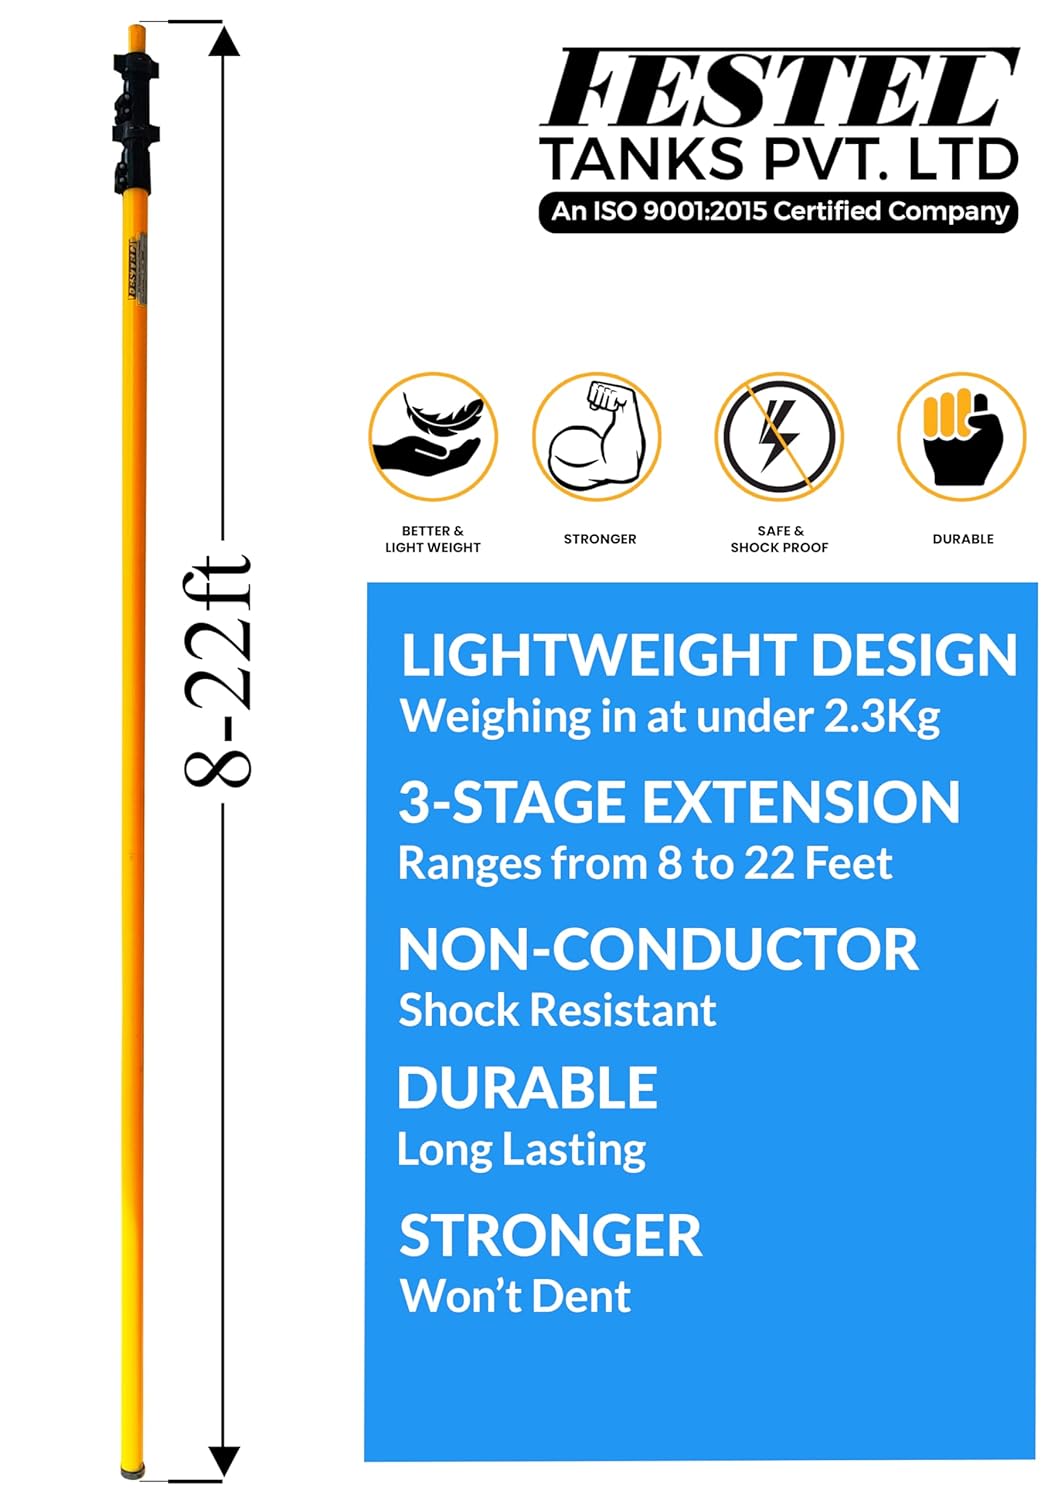 FESTEL
TANKS PVT. LTD
An ISO 9001:2015 Certified Company
FESTEL
8-22ft
BETTER &
LIGHT WEIGHT
STRONGER
SAFE &
SHOCK PROOF
DURABLE
LIGHTWEIGHT DESIGN
Weighing in at under 2.3Kg
3-STAGE EXTENSION
Ranges from 8 to 22 Feet
NON-CONDUCTOR
Shock Resistant
DURABLE
Long Lasting
STRONGER
Won't Dent